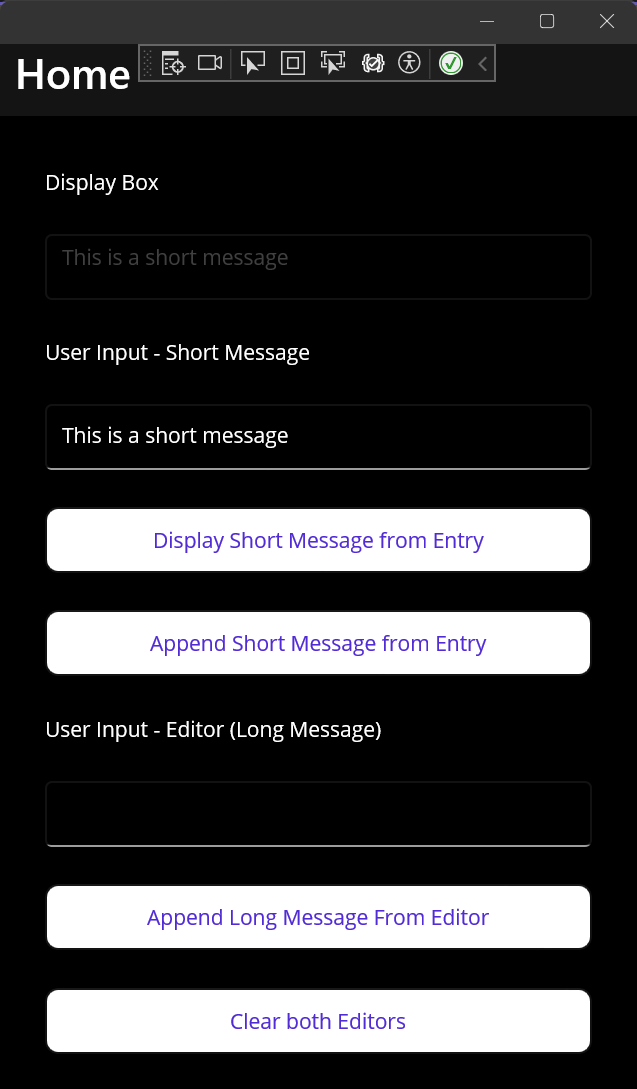 Home
Display Box
This is a short message
User Input - Short Message
This is a short message
Display Short Message from Entry
Append Short Message from Entry
User Input - Editor (Long Message)
Append Long Message From Editor
Clear both Editors